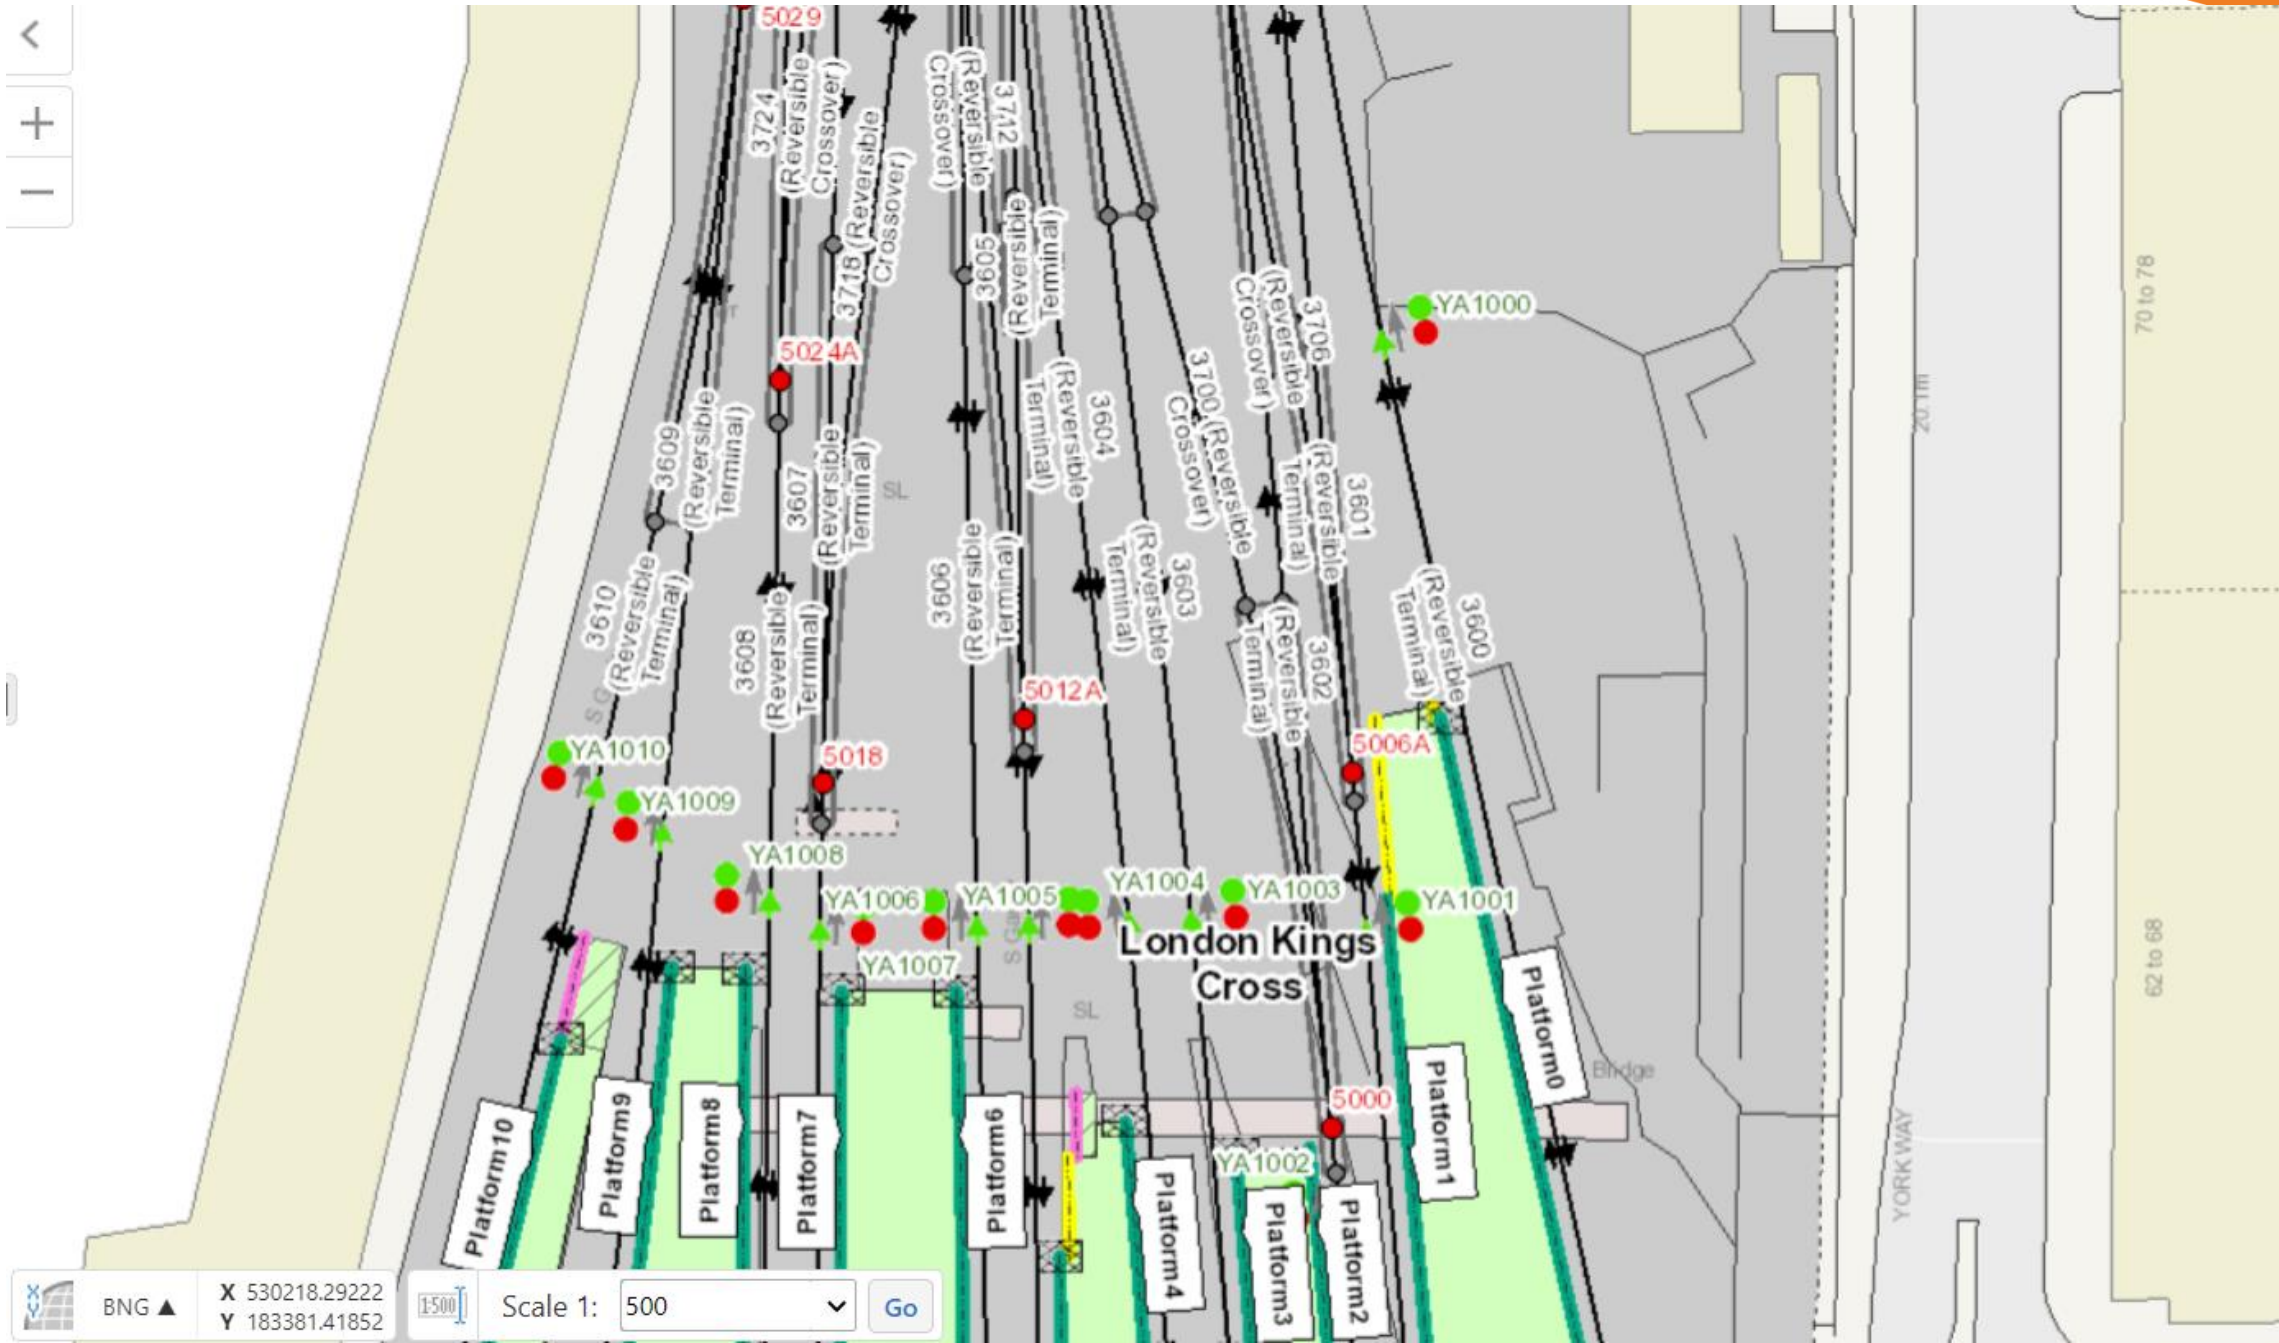 5029
3724
(Reversible
Crossover)
3718 (Reversible
Crossover)
(Reversible
Crossover)
3712
3605
(Reversible
Terminal)
YA1000
70 to 78
20.1m
5024A
3609
(Reversible
Terminal)
3607
(Reversible
Terminal)
SL
3604
(Reversible
Terminal)
3700 (Reversible
Crossover)
3706
(Reversible
Crossover)
3601
(Reversible
Terminal)
3610
(Reversible
Terminal)
3608
(Reversible
Terminal)
3606
(Reversible
Terminal)
3603
(Reversible
Terminal)
3602
(Reversible
Terminal)
3600
(Reversible
Terminal)
5012A
5018
5006A
YA1010
YA1009
YA1008
YA1006
YA1005
YA1004
YA1003
YA1001
London Kings
Cross
YA1007
SL
62 to 68
Platform0
Bridge
5000
YA1002
Platform10
Platform9
Platform8
Platform7
Platform6
Platform4
Platform3
Platform2
Platform1
YORK WAY
BNG ▲
X 530218.29222
Y 183381.41852
1:500
Scale 1:
500
Go